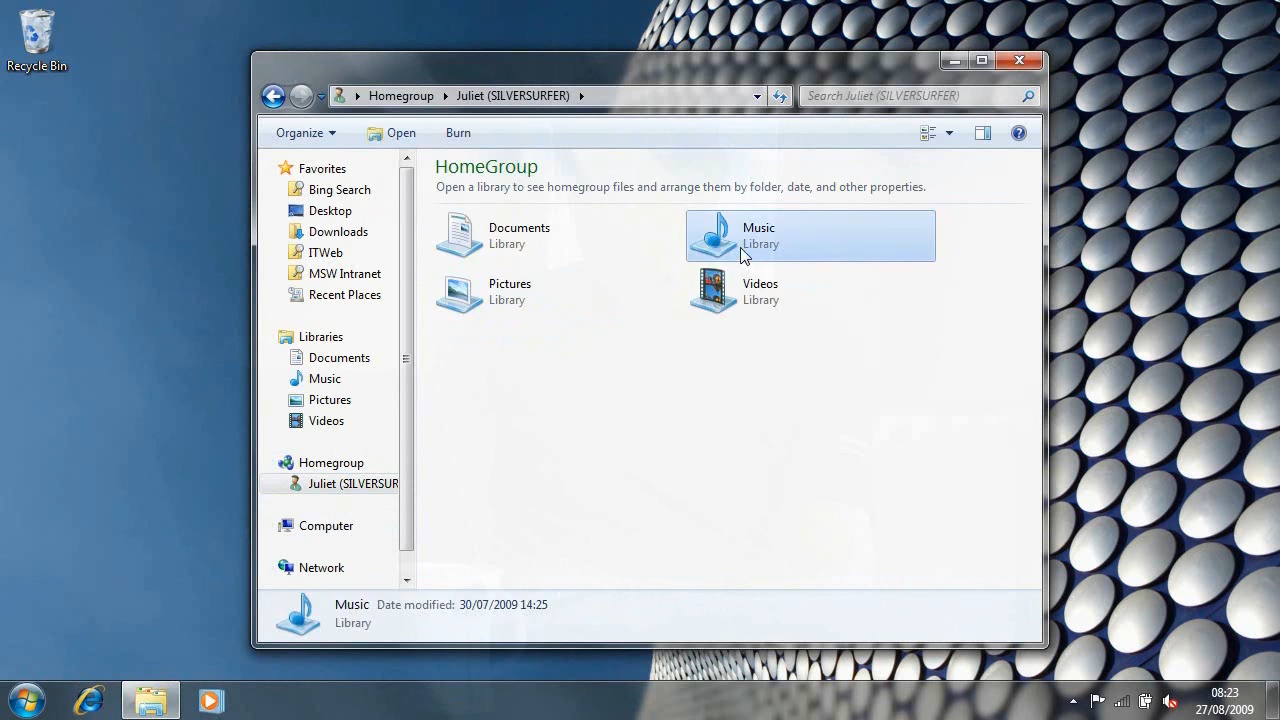 Recycle Bin
Homegroup
Juliet (SILVERSURFER)
Search Juliet (SILVERSURFER)
Organize
Open
Burn
Favorites
Bing Search
Desktop
Downloads
ITWeb
MSW Intranet
Recent Places
Libraries
Documents
Music
Pictures
Videos
Homegroup
Juliet (SILVERSUR
Computer
Network
HomeGroup
Open a library to see homegroup files and arrange them by folder, date, and other properties.
Documents
Library
Music
Library
Pictures
Library
Videos
Library
Music Date modified: 30/07/2009 14:25
Library
08:23
27/08/2009